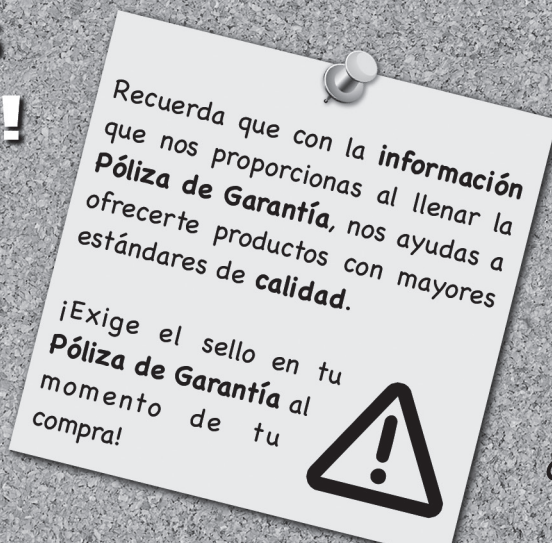 !
Recuerda que con la información
que nos proporcionas al llenar la
Póliza de Garantía, nos ayudas a
ofrecerte productos con mayores
estándares de calidad.
¡Exige el sello en tu
Póliza de Garantía al
momento de tu
compra!